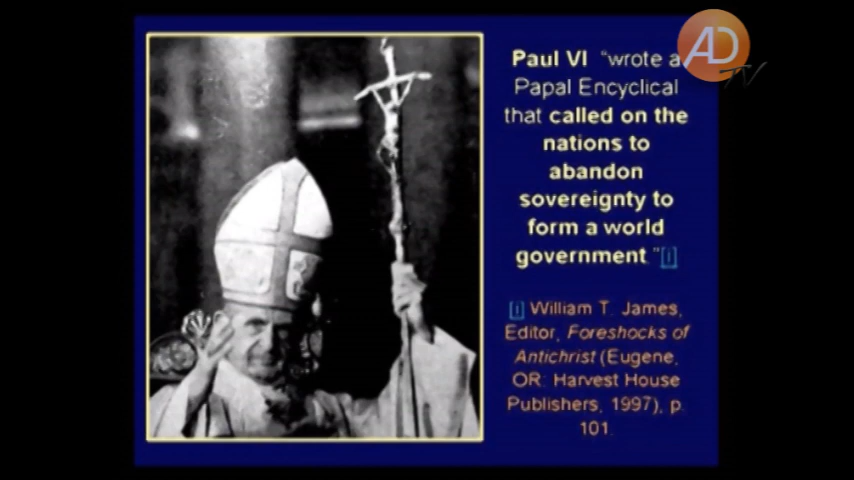 AD
TV
Paul VI "wrote a
Papal Encyclical
that called on the
nations to
abandon
sovereignty to
form a world
government."[i]
[i] William T. James,
Editor, Foreshocks of
Antichrist (Eugene,
OR: Harvest House
Publishers, 1997), p.
101.